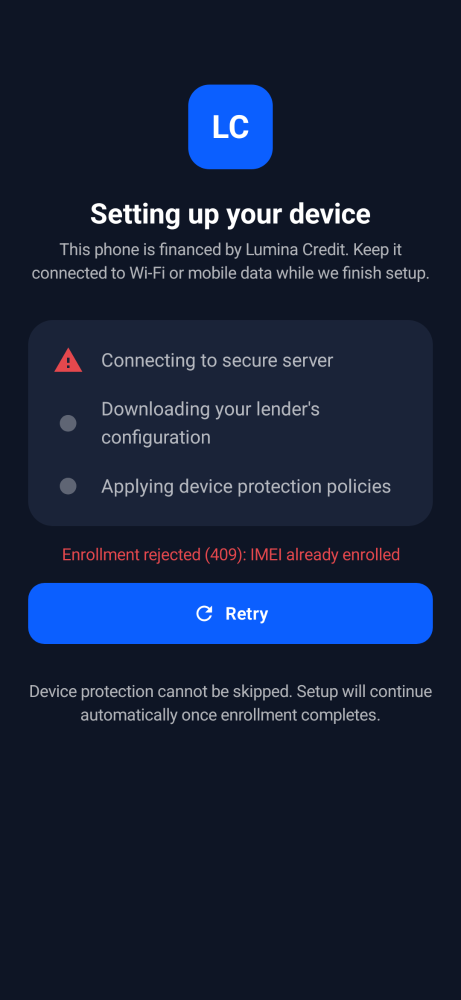 LC
Setting up your device
This phone is financed by Lumina Credit. Keep it
connected to Wi-Fi or mobile data while we finish setup.
Connecting to secure server
Downloading your lender's
configuration
Applying device protection policies
Enrollment rejected (409): IMEI already enrolled
Retry
Device protection cannot be skipped. Setup will continue
automatically once enrollment completes.